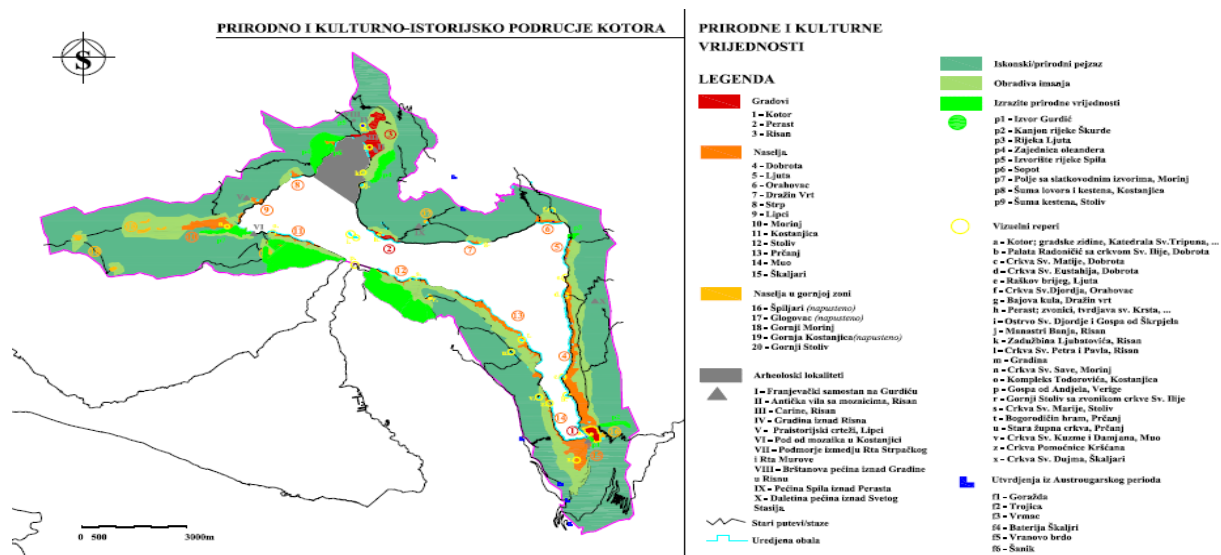 PRIRODNO I KULTURNO-ISTORIJSKO PODRUCJE KOTORA
S
0 500 3000m
PRIRODNE I KULTURNE
VRIJEDNOSTI
LEGENDA
Gradovi
1 - Kotor
2 - Perast
3 - Risan
Naselja
4 - Dobrota
5 - Ljuta
6 - Orahovac
7 - Dražin Vrt
8 - Strp
9 - Lipci
10 - Morinj
11 - Kostanjica
12 - Stoliv
13 - Prčanj
14 - Muo
15 - Škaljari
Naselja u gornjoj zoni
16 - Špiljari (napusteno)
17 - Glogovac (napusteno)
18 - Gornji Morinj
19 - Gornja Kostanjica(napusteno)
20 - Gornji Stoliv
Arheoloski lokaliteti
I - Franjevački samostan na Gurdiću
II - Antička vila sa mozaicima, Risan
III - Carine, Risan
IV - Gradina iznad Risna
V - Praistorijski crteži, Lipci
VI - Pod od mozaika u Kostanjici
VII - Podmorje izmedju Rta Strpačkog
i Rta Murove
VIII - Brštanova pećina iznad Gradine
u Risnu
IX - Pećina Spila iznad Perasta
X - Daletina pećina iznad Svetog
Stasija
Stari putevi/staze
Uredjena obala
Iskonski/prirodni pejzaz
Obradiva imanja
Izrazite prirodne vrijednosti
p1 - Izvor Gurdić
p2 - Kanjon rijeke Škurde
p3 - Rijeka Ljuta
p4 - Zajednica oleandera
p5 - Izvorište rijeke Spila
p6 - Sopot
p7 - Polje sa slatkovodnim izvorima, Morinj
p8 - Šuma lovora i kestena, Kostanjica
p9 - Šuma kestena, Stoliv
Vizuelni reperi
a - Kotor; gradske zidine, Katedrala Sv.Tripuna, ...
b - Palata Radoničić sa crkvom Sv. Ilije, Dobrota
c - Crkva Sv. Matije, Dobrota
d - Crkva Sv. Eustahija, Dobrota
e - Raškov brijeg, Ljuta
f - Crkva Sv.Djordja, Orahovac
g - Bajova kula, Dražin vrt
h - Perast; zvonici, tvrdjava sv. Krsta, ...
i - Ostrvo Sv. Djordje i Gospa od Škrpjela
j - Manastri Banja, Risan
k - Zadužbina Ljubatovića, Risan
l - Crkva Sv. Petra i Pavla, Risan
m - Gradina
n - Crkva Sv. Save, Morinj
o - Kompleks Todorovića, Kostanjica
p - Gospa od Andjela, Verige
r - Gornji Stoliv sa zvonikom crkve Sv. Ilije
s - Crkva Sv. Marije, Stoliv
t - Bogorodičin hram, Prčanj
u - Stara župna crkva, Prčanj
v - Crkva Sv. Kuzme i Damjana, Muo
z - Crkva Pomoćnice Kršćana
x - Crkva Sv. Dujma, Škaljari
Utvrdjenja iz Austrougarskog perioda
f1 - Goražda
f2 - Trojica
f3 - Vrmac
f4 - Baterija Škaljri
f5 - Vranovo brdo
f6 - Šanik